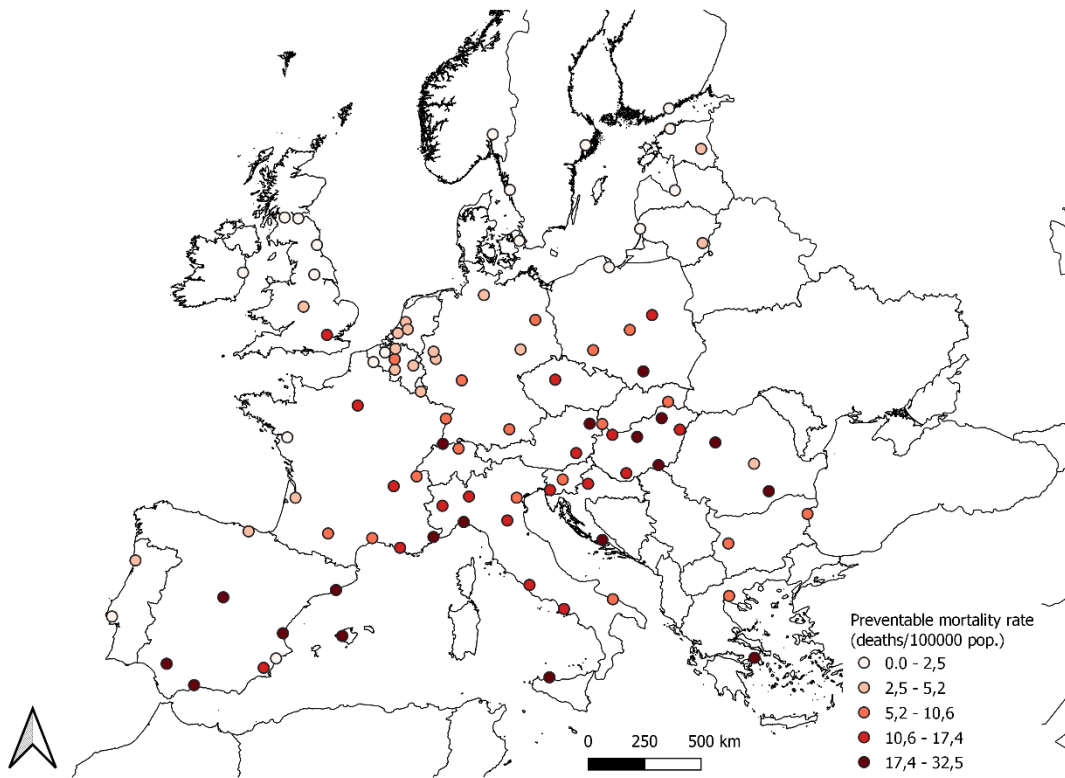 Preventable mortality rate
(deaths/100000 pop.)
0.0 - 2,5
2,5 - 5,2
5,2 - 10,6
10,6 - 17,4
17,4 - 32,5
0 250 500 km